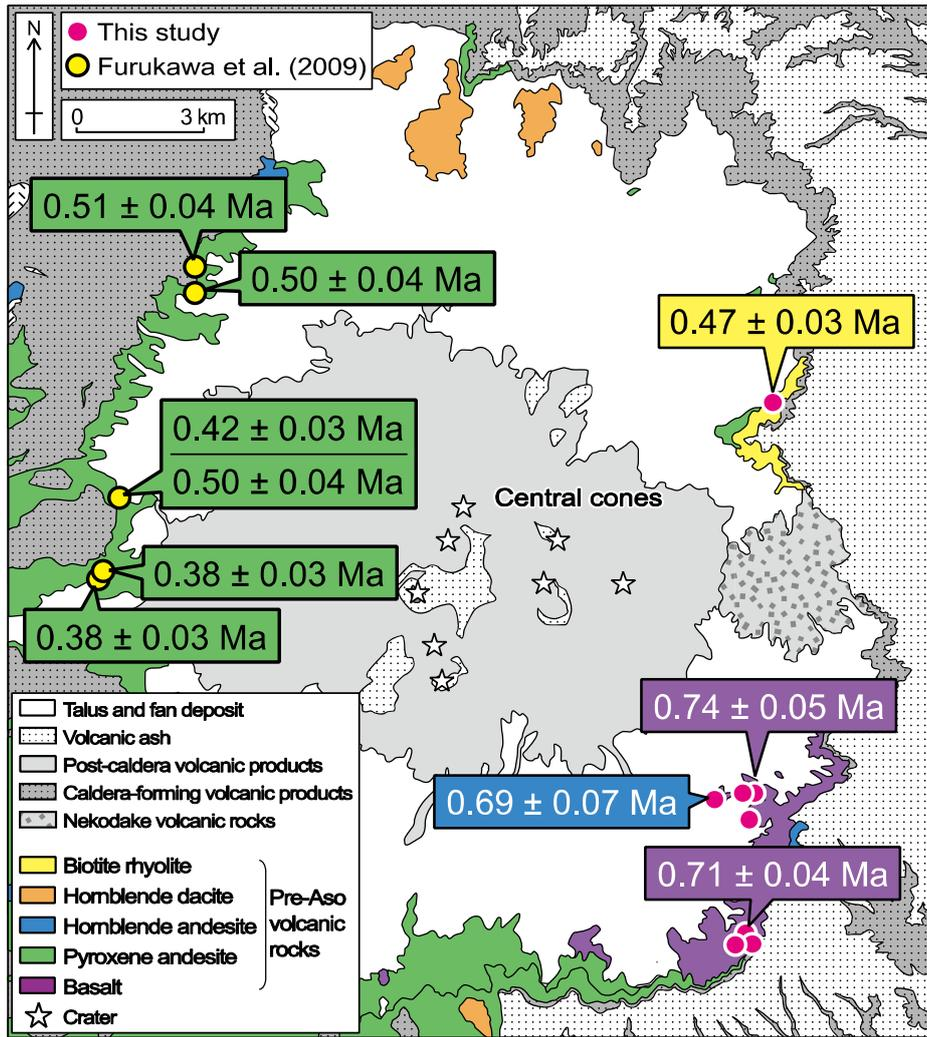 N
This study
Furukawa et al. (2009)
0 3 km
0.51 ± 0.04 Ma
0.50 ± 0.04 Ma
0.47 ± 0.03 Ma
0.42 ± 0.03 Ma
0.50 ± 0.04 Ma
Central cones
0.38 ± 0.03 Ma
0.38 ± 0.03 Ma
0.74 ± 0.05 Ma
0.69 ± 0.07 Ma
0.71 ± 0.04 Ma
Talus and fan deposit
Volcanic ash
Post-caldera volcanic products
Caldera-forming volcanic products
Nekodake volcanic rocks
Biotite rhyolite
Hornblende dacite
Hornblende andesite
Pyroxene andesite
Basalt
Pre-Aso
volcanic
rocks
Crater